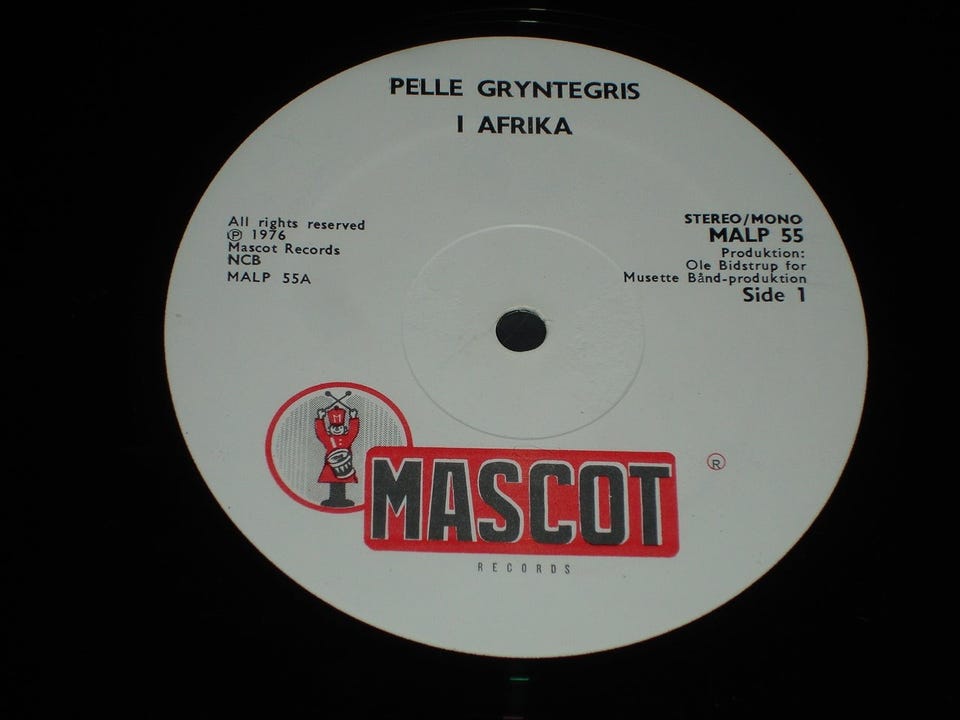 PELLE GRYNTEGRIS
I AFRIKA
All rights reserved
Ⓟ 1976
Mascot Records
NCB
MALP 55A
STEREO/MONO
MALP 55
Produktion:
Ole Bidstrup for
Musette Bånd-produktion
Side 1
M
MASCOT
®
RECORDS